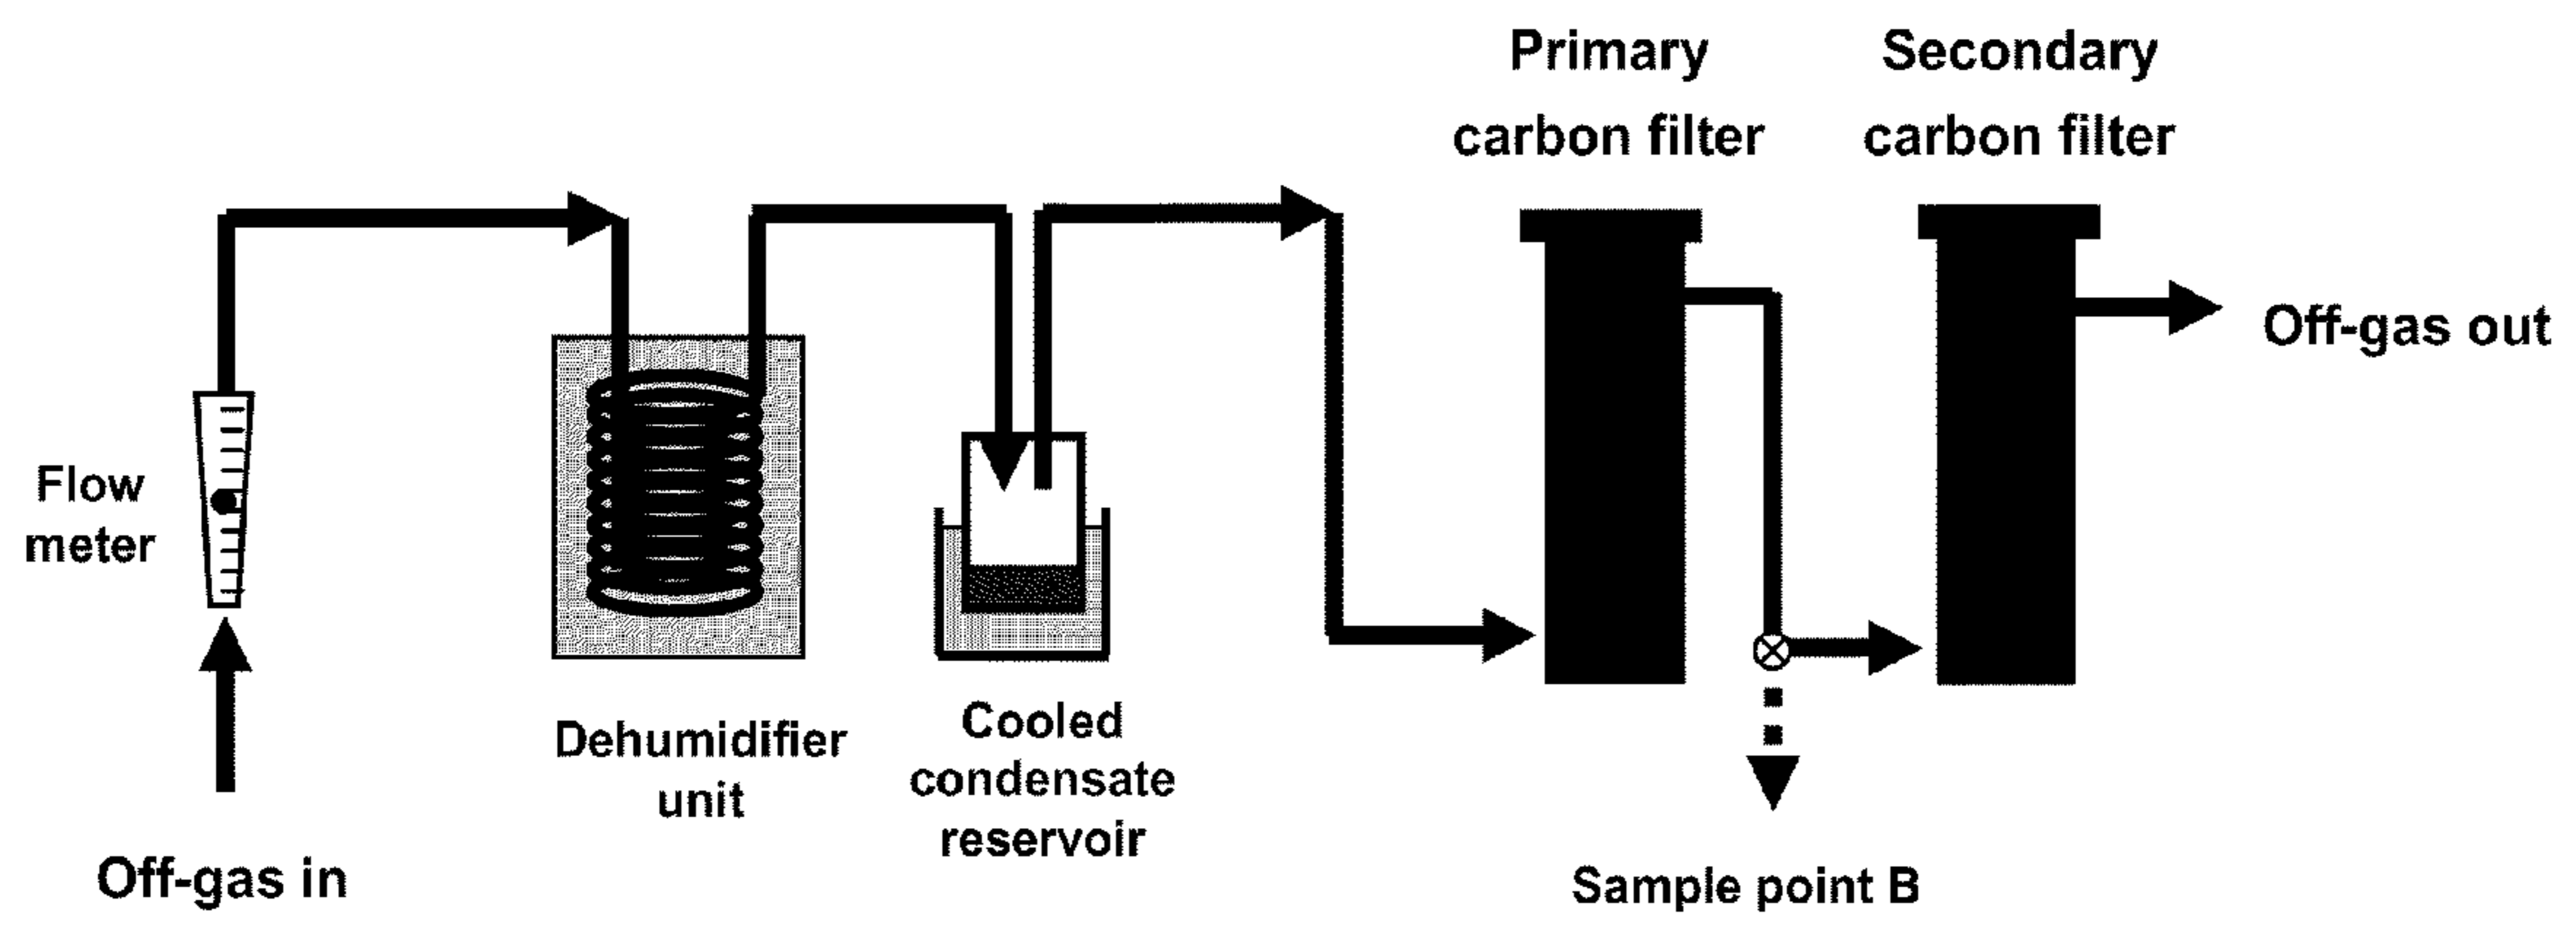 Primary
carbon filter
Secondary
carbon filter
Off-gas out
Flow
meter
Dehumidifier
unit
Cooled
condensate
reservoir
Off-gas in
Sample point B